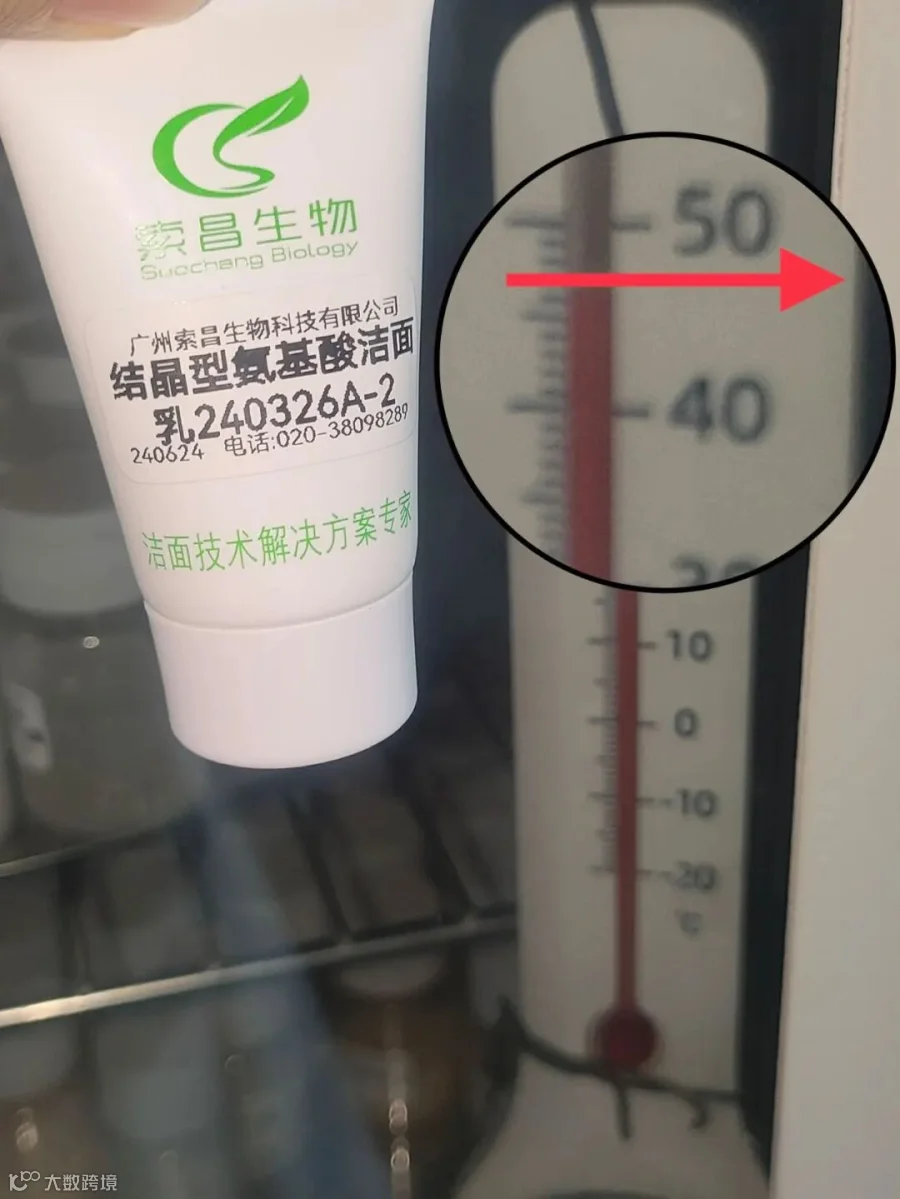 索昌生物
Suochang Biology
广州索昌生物科技有限公司
结晶型氨基酸洁面
乳240326A-2
240624 电话:020-38098289
洁面技术解决方案专家
50
40
30
10
0
-10
-20
℃
大数跨境